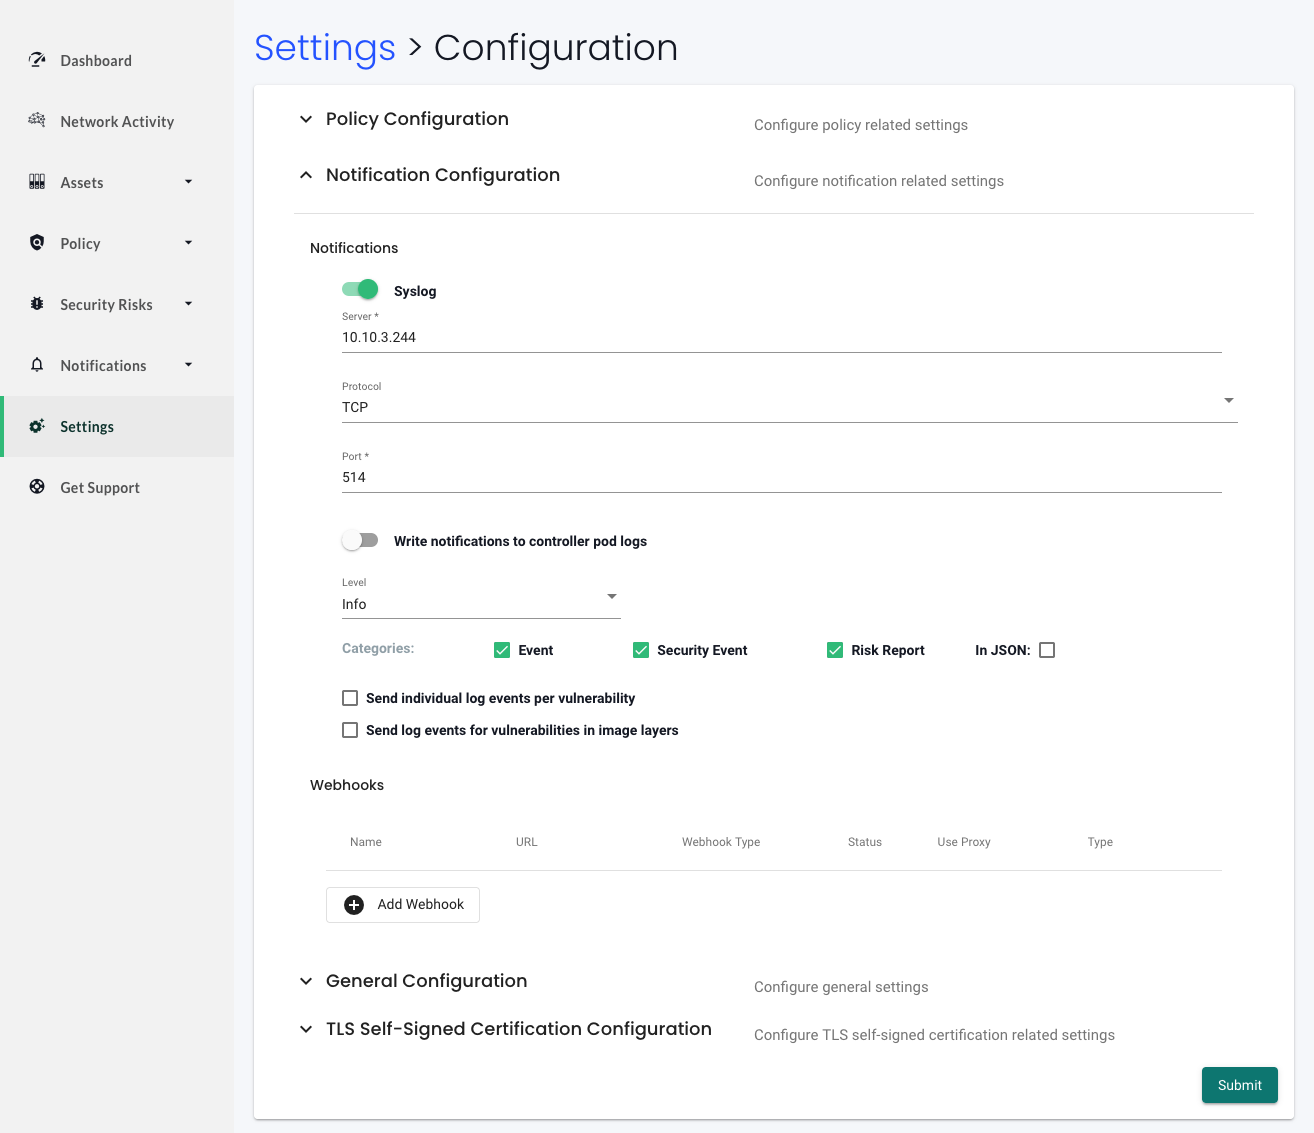 Dashboard
Network Activity
Assets
Policy
Security Risks
Notifications
Settings
Get Support
Settings > Configuration
Policy Configuration
Configure policy related settings
Notification Configuration
Configure notification related settings
Notifications
Syslog
Server *
10.10.3.244
Protocol
TCP
Port *
514
Write notifications to controller pod logs
Level
Info
Categories: Event Security Event Risk Report In JSON:
Send individual log events per vulnerability
Send log events for vulnerabilities in image layers
Webhooks
Name URL Webhook Type Status Use Proxy Type
Add Webhook
General Configuration
Configure general settings
TLS Self-Signed Certification Configuration
Configure TLS self-signed certification related settings
Submit